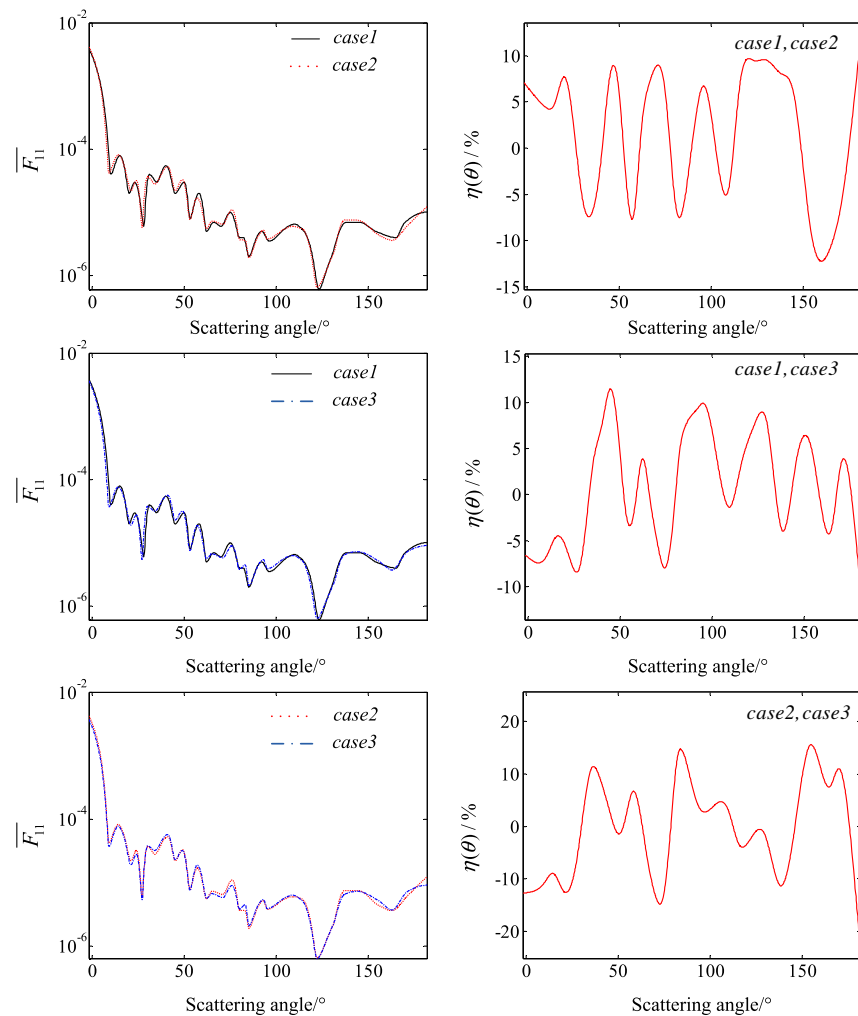 10⁻²
10⁻⁴
10⁻⁶
F₁₁
case1
case2
0
50
100
150
Scattering angle/°
10
5
0
-5
-10
-15
η(θ)/%
case1,case2
0
50
100
150
Scattering angle/°
10⁻²
10⁻⁴
10⁻⁶
F₁₁
case1
case3
0
50
100
150
Scattering angle/°
15
10
5
0
-5
-10
η(θ)/%
case1,case3
0
50
100
150
Scattering angle/°
10⁻²
10⁻⁴
10⁻⁶
F₁₁
case2
case3
0
50
100
150
Scattering angle/°
20
10
0
-10
-20
η(θ)/%
case2,case3
0
50
100
150
Scattering angle/°